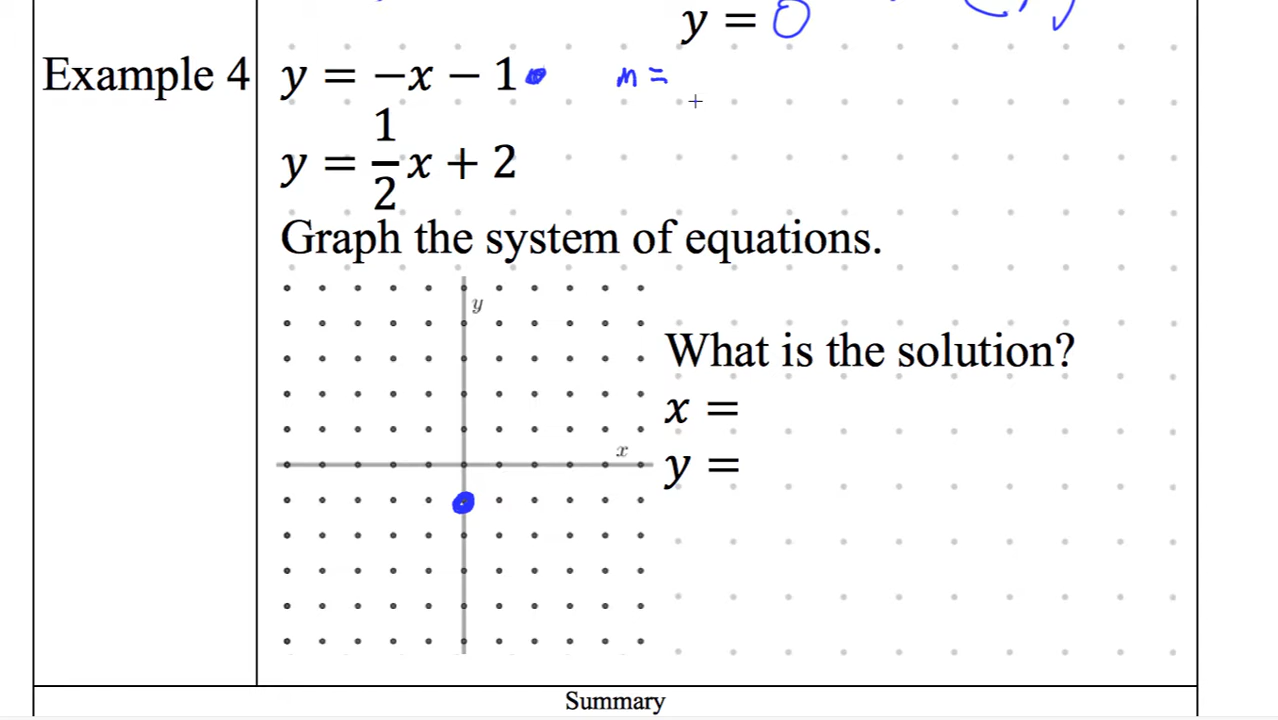 y = 0
Example 4
y = −x − 1 m =
y = 1/2 x + 2
Graph the system of equations.
y
x
What is the solution?
x =
y =
Summary